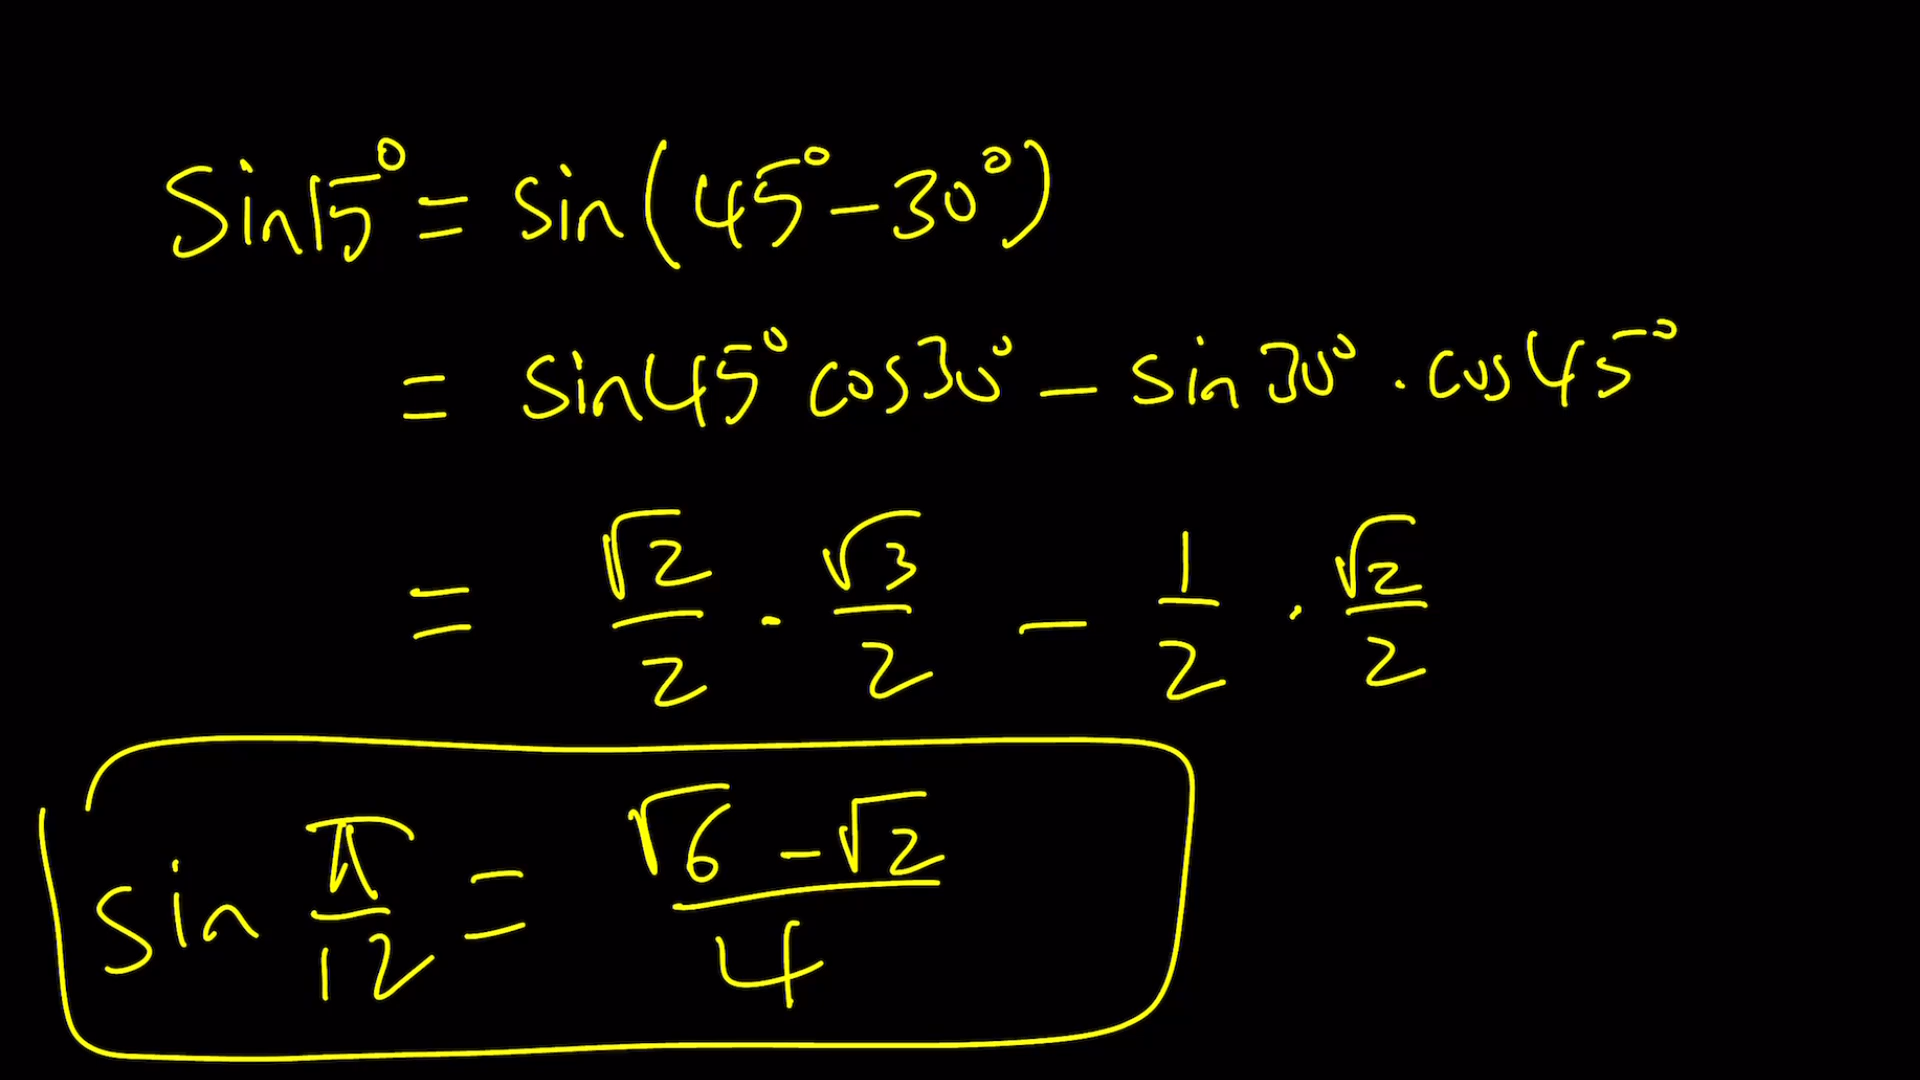 Sin15° = sin(45° − 30°)
= sin45° cos30° − sin30° · cos45°
= √2/2 · √3/2 − 1/2 · √2/2
sin π/12 = (√6 − √2)/4